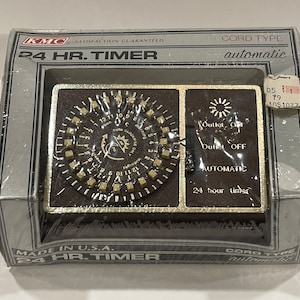 KMC SATISFACTION GUARANTEED CORD TYPE
24 HR. TIMER automatic
Outlet ON
Outlet OFF
AUTOMATIC
24 hour timer
MADE IN U.S.A. CORD TYPE
24 HR. TIMER automatic